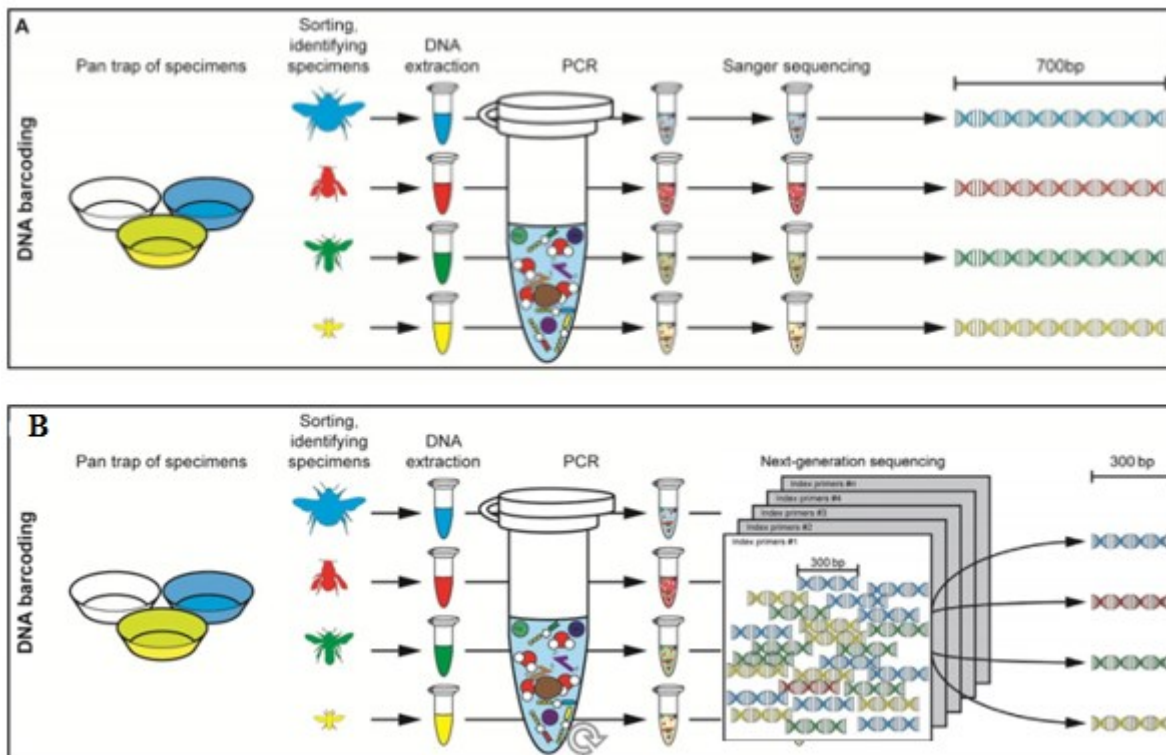 A
Pan trap of specimens
Sorting,
identifying
specimens
DNA
extraction
PCR
Sanger sequencing
700bp
DNA barcoding
B
Pan trap of specimens
Sorting,
identifying
specimens
DNA
extraction
PCR
Next-generation sequencing
300 bp
Index primers #n
Index primers #4
Index primers #3
Index primers #2
Index primers #1
300 bp
DNA barcoding